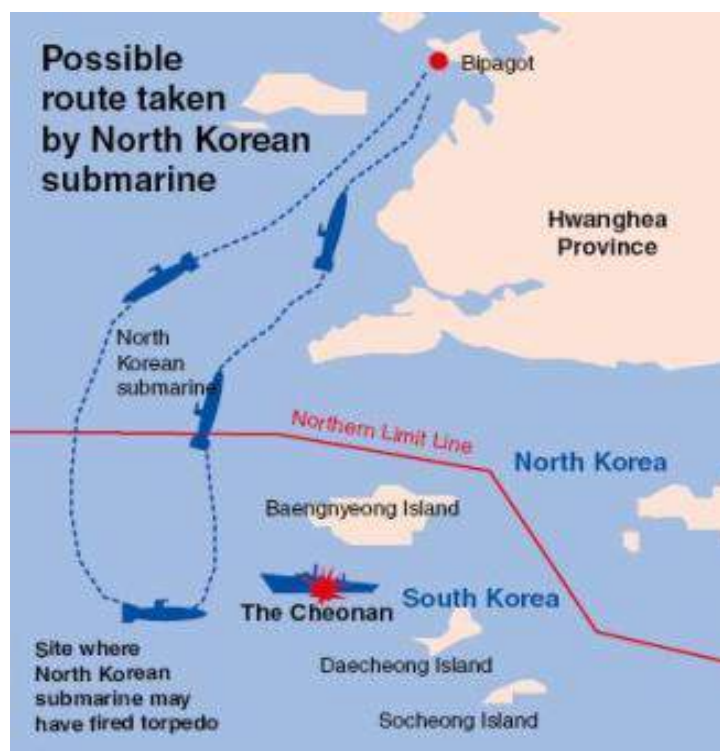 Possible
route taken
by North Korean
submarine
Bipagot
Hwanghea
Province
North
Korean
submarine
Northern Limit Line
North Korea
Baengnyeong Island
The Cheonan
South Korea
Site where
North Korean
submarine may
have fired torpedo
Daecheong Island
Socheong Island